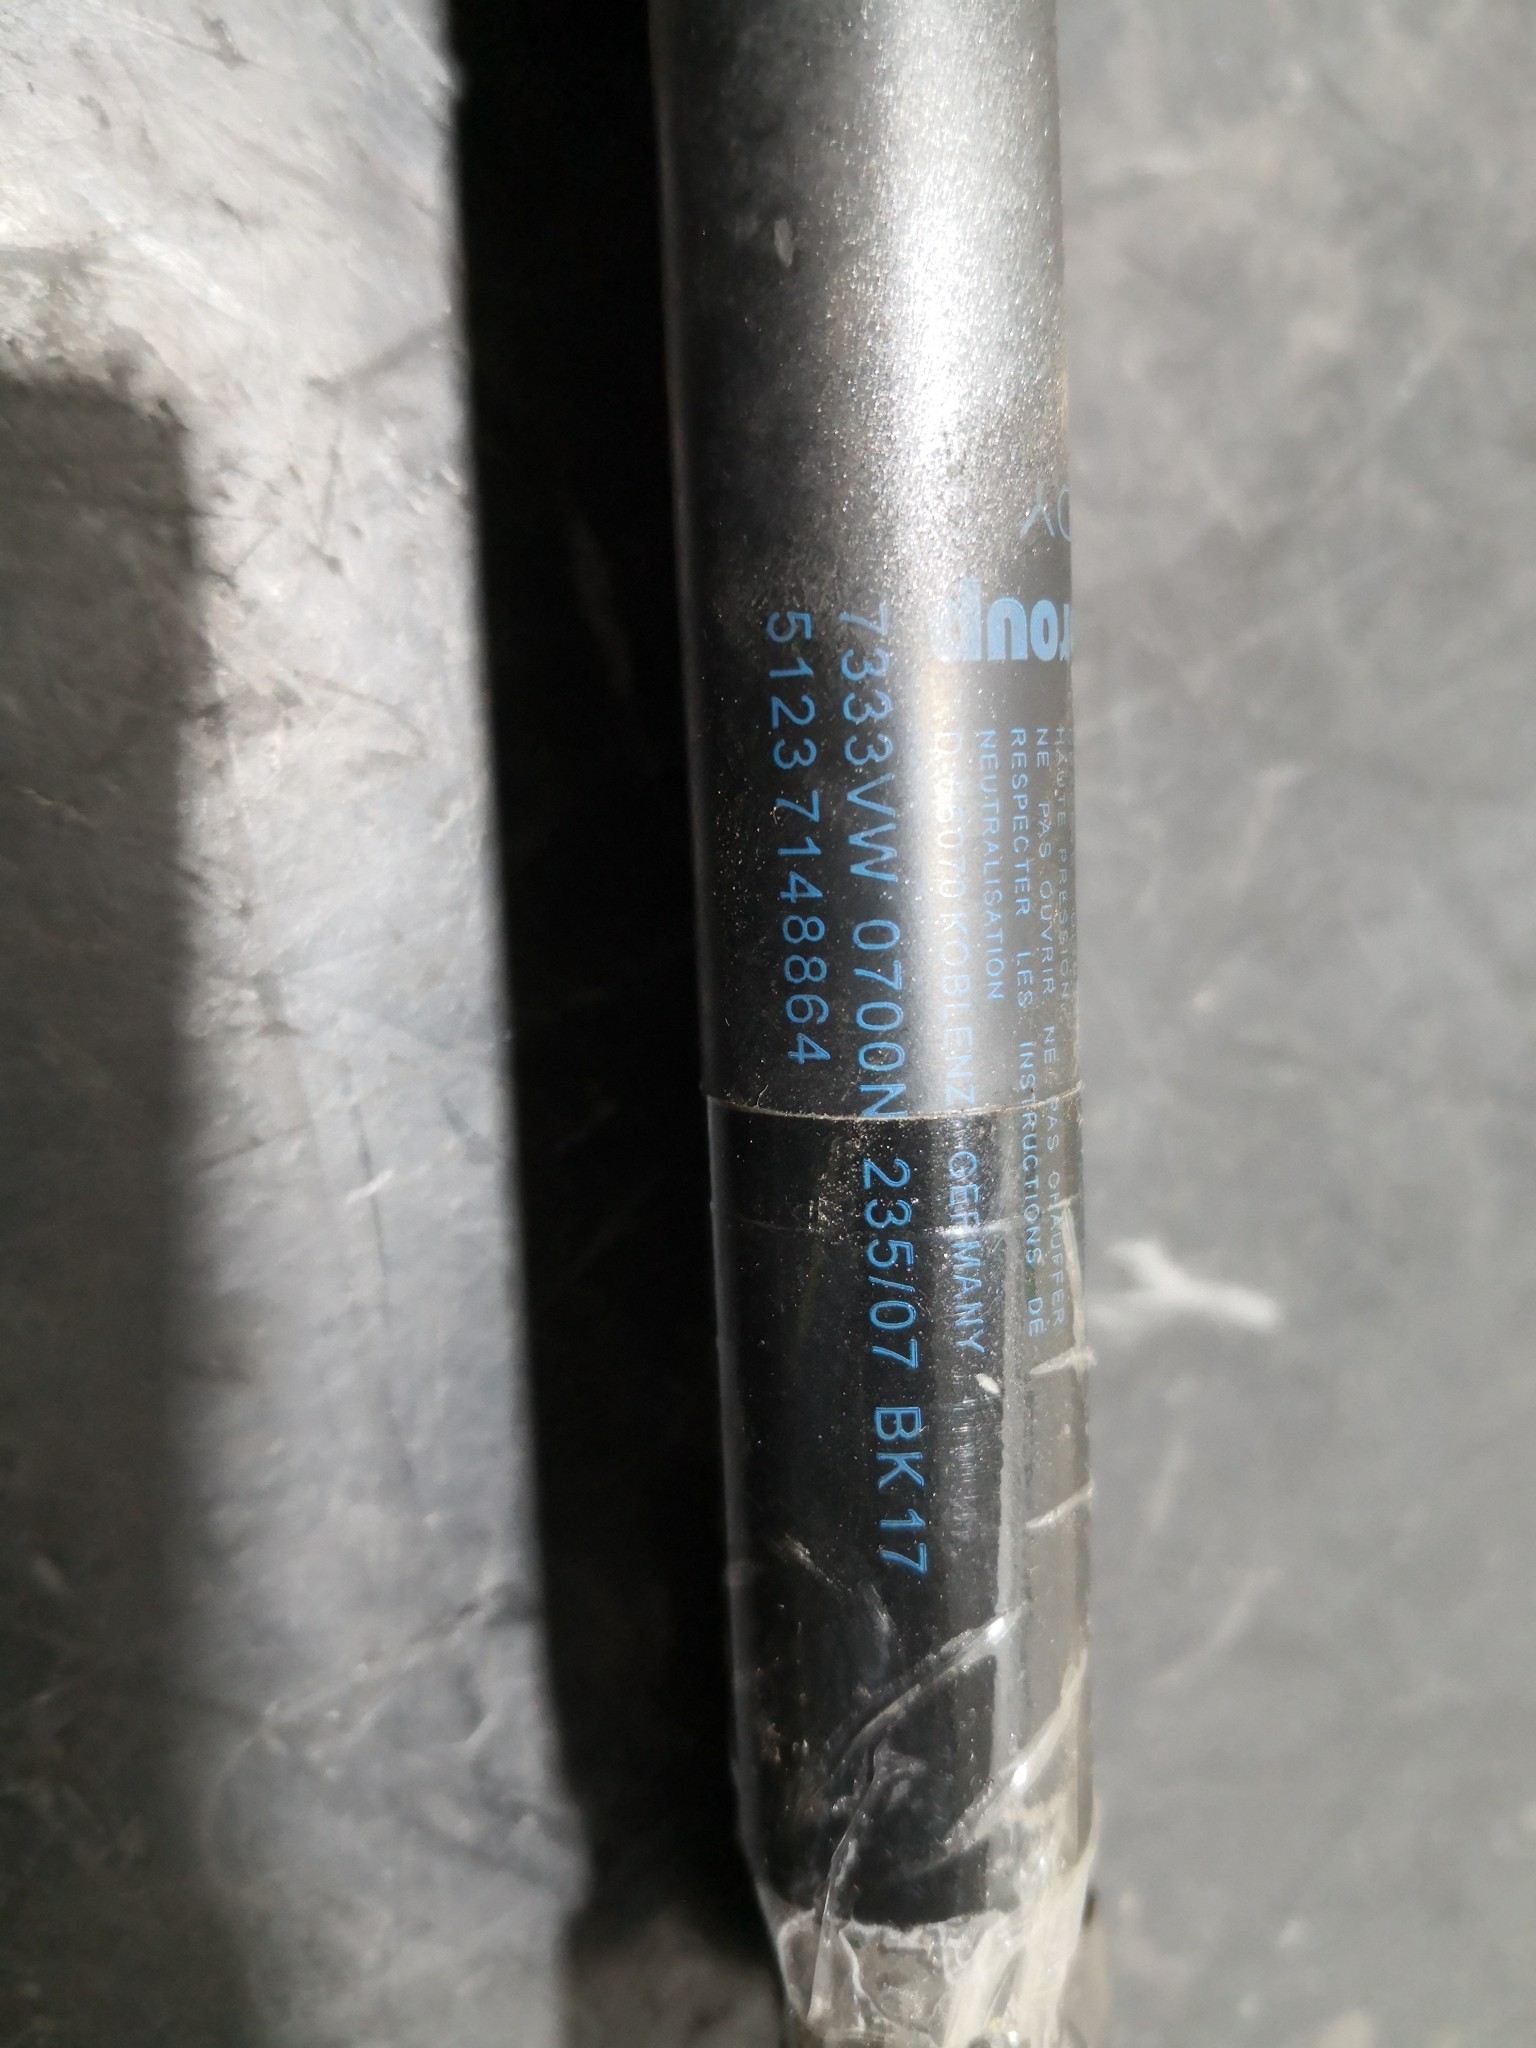 roup
HAUTE PRESSION,
NE PAS OUVRIR, NE PAS CHAUFFER
RESPECTER LES INSTRUCTIONS DE
NEUTRALISATION
D-56070 KOBLENZ GERMANY
7333VW 0700N 235/07 BK17
5123 7148864